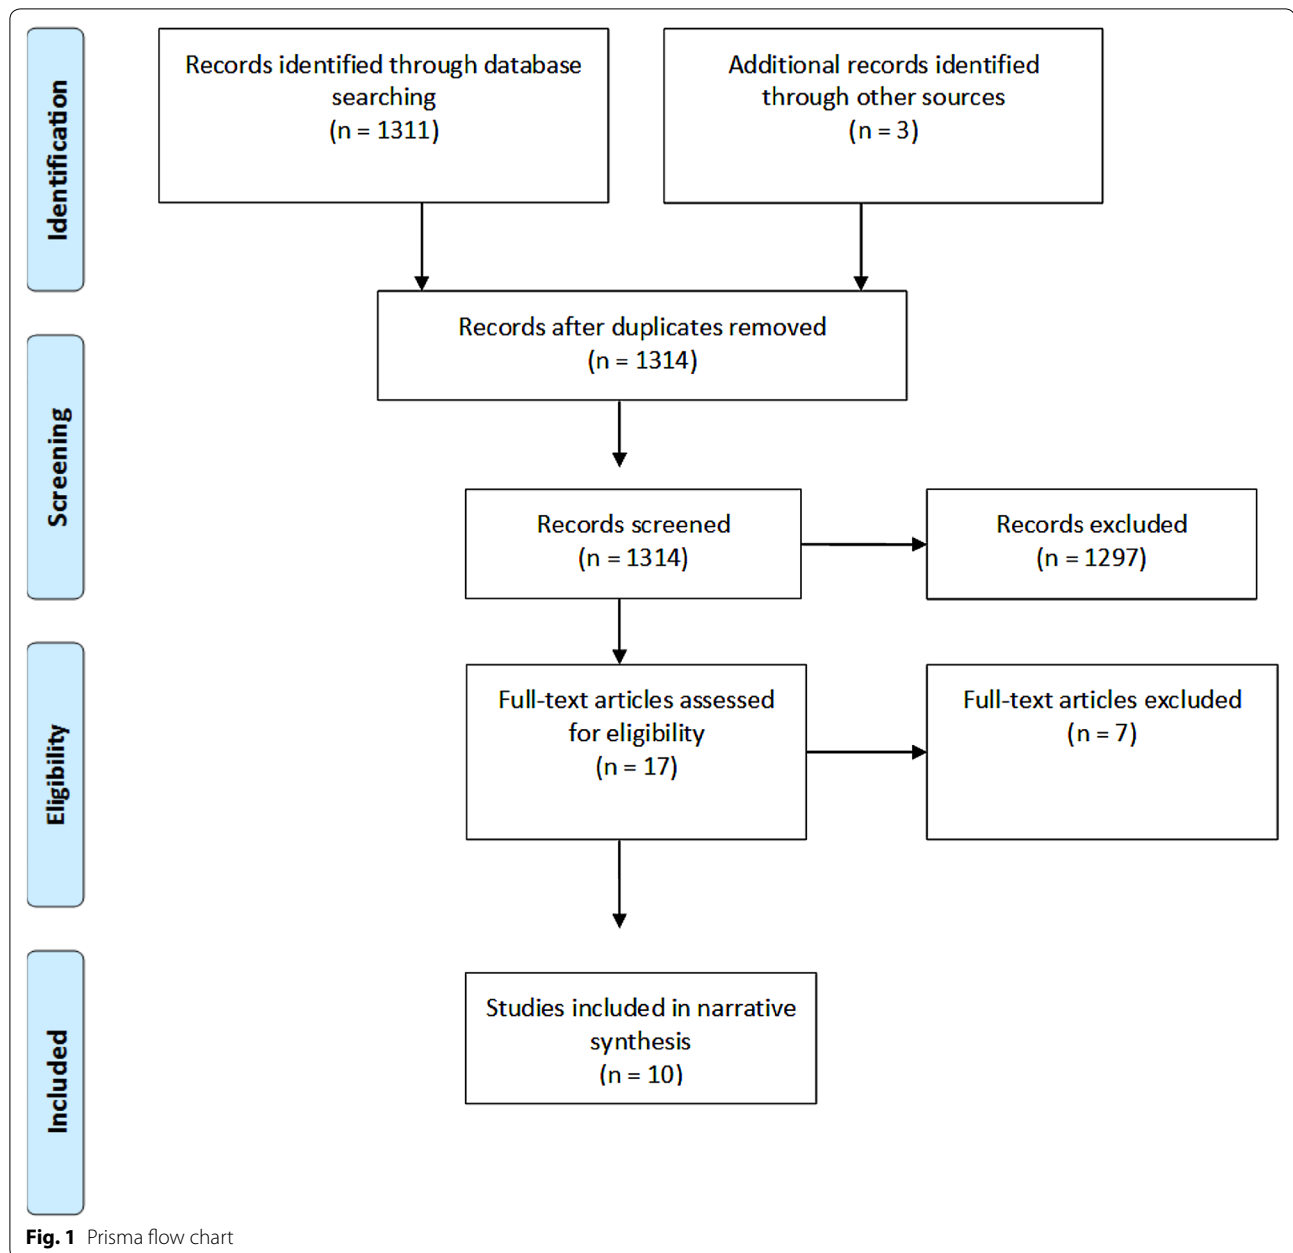 Identification
Records identified through database
searching
(n = 1311)
Additional records identified
through other sources
(n = 3)
Records after duplicates removed
(n = 1314)
Screening
Records screened
(n = 1314)
Records excluded
(n = 1297)
Eligibility
Full-text articles assessed
for eligibility
(n = 17)
Full-text articles excluded
(n = 7)
Included
Studies included in narrative
synthesis
(n = 10)
Fig. 1 Prisma flow chart